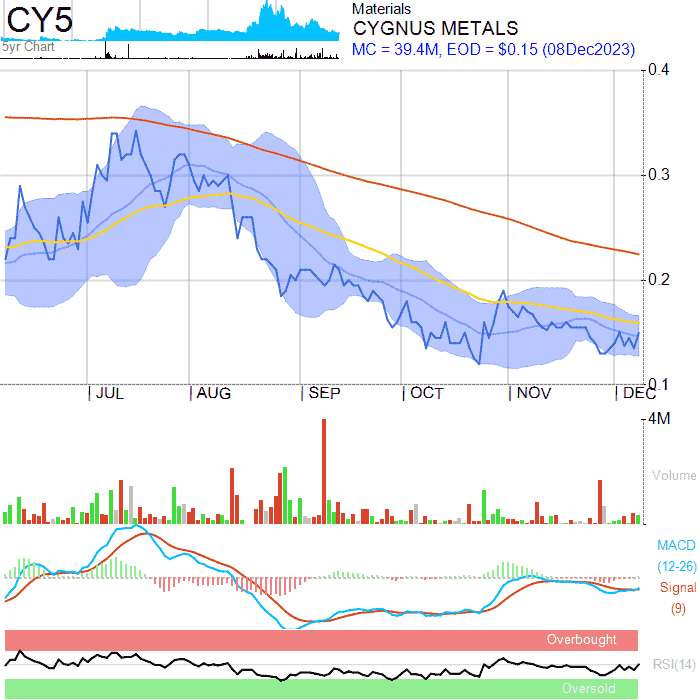 CY5
5yr Chart
Materials
CYGNUS METALS
MC = 39.4M, EOD = $0.15 (08Dec2023)
0.4
0.3
0.2
0.1
JUL AUG SEP OCT NOV DEC
4M
Volume
MACD
(12-26)
Signal
(9)
Overbought
RSI(14)
Oversold